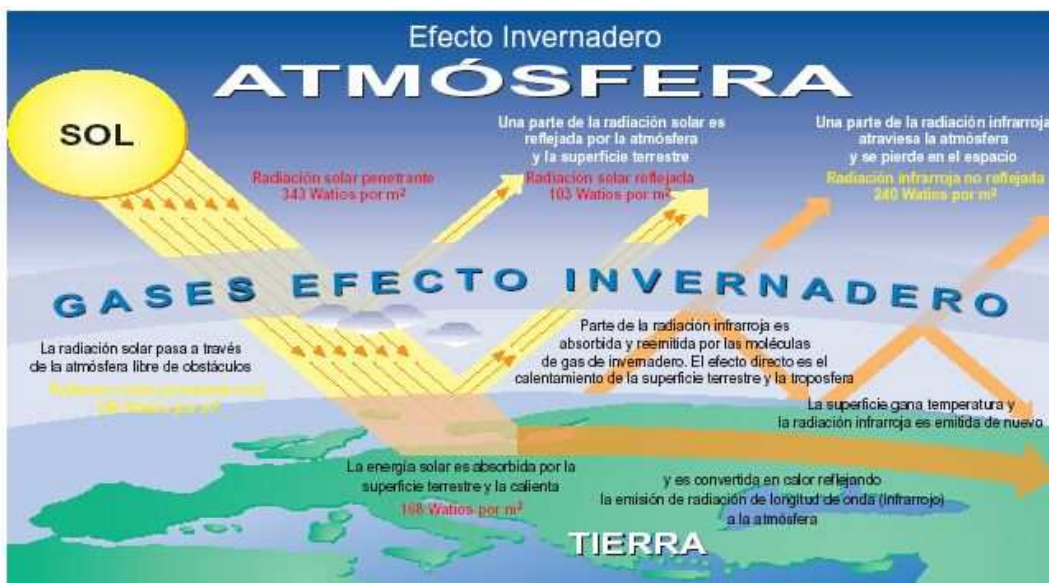 Efecto Invernadero
ATMÓSFERA
SOL
Una parte de la radiación solar es
reflejada por la atmósfera
y la superficie terrestre
Radiación solar reflejada
103 Watios por m²
Una parte de la radiación infrarroja
atraviesa la atmósfera
y se pierde en el espacio
Radiación infrarroja no reflejada
240 Watios por m²
Radiación solar penetrante
343 Watios por m²
GASES EFECTO INVERNADERO
La radiación solar pasa a través
de la atmósfera libre de obstáculos
Watios por m²
Parte de la radiación infrarroja es
absorbida y reemitida por las moléculas
de gas de invernadero. El efecto directo es el
calentamiento de la superficie terrestre y la troposfera
La superficie gana temperatura y
la radiación infrarroja es emitida de nuevo
La energía solar es absorbida por la
superficie terrestre y la calienta
168 Watios por m²
y es convertida en calor reflejando
la emisión de radiación de longitud de onda (Infrarrojo)
a la atmósfera
TIERRA